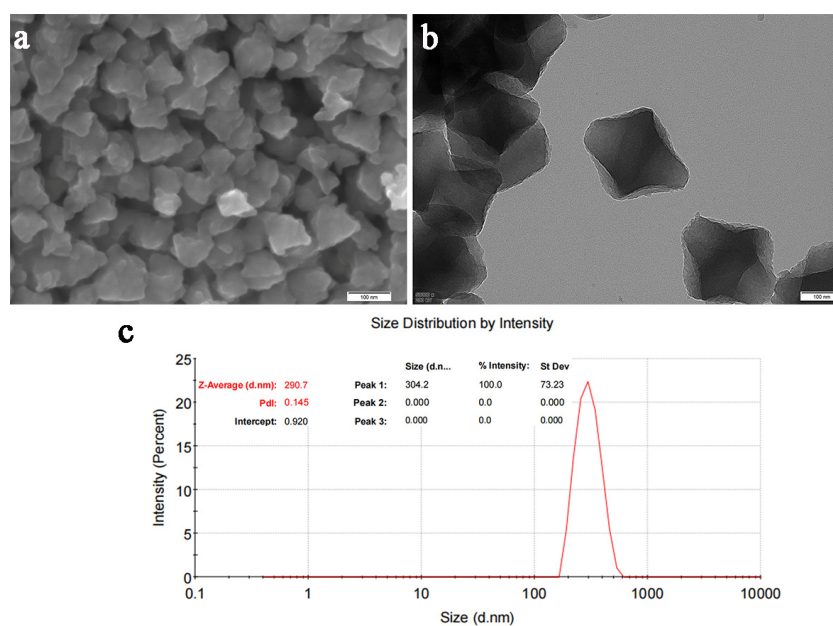 a
b
100 nm
100 nm
c
Size Distribution by Intensity
Size (d.n... % Intensity: St Dev
Z-Average (d.nm): 290.7 Peak 1: 304.2 100.0 73.23
PdI: 0.145 Peak 2: 0.000 0.0 0.000
Intercept: 0.920 Peak 3: 0.000 0.0 0.000
25
20
15
10
5
0
Intensity (Percent)
0.1 1 10 100 1000 10000
Size (d.nm)